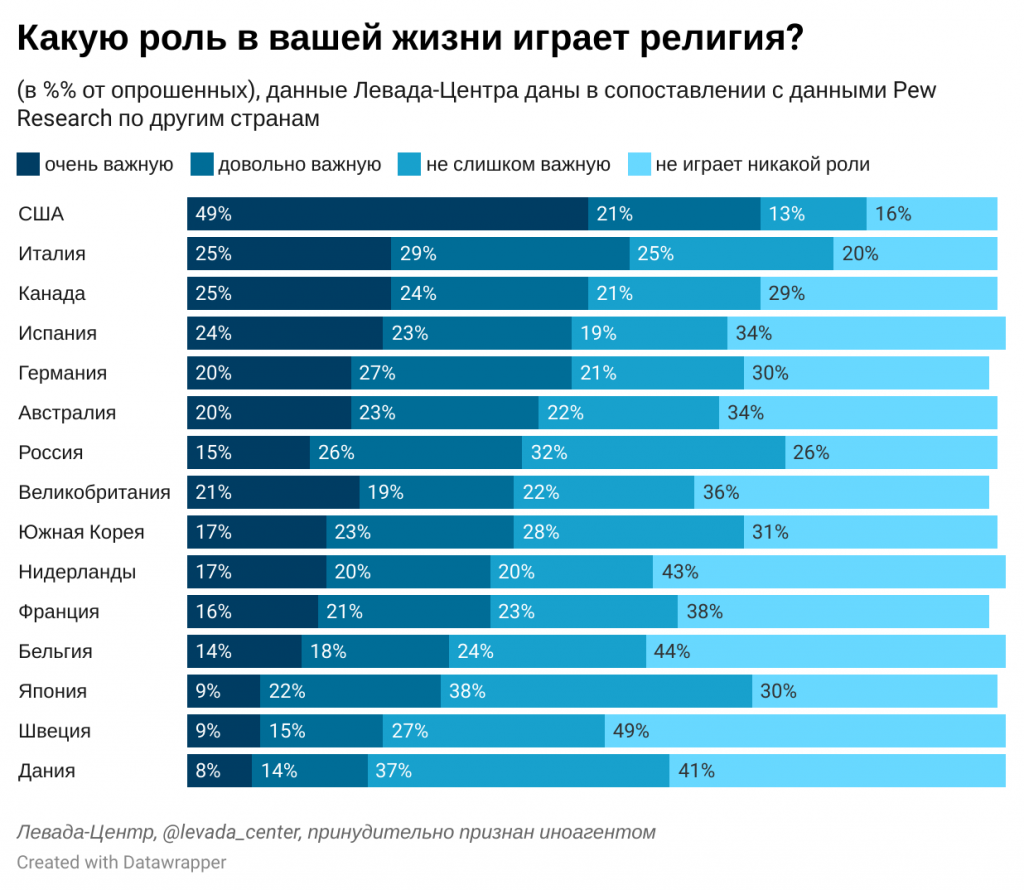 Какую роль в вашей жизни играет религия?
(в %% от опрошенных), данные Левада-Центра даны в сопоставлении с данными Pew
Research по другим странам
очень важную довольно важную не слишком важную не играет никакой роли
США 49% 21% 13% 16%
Италия 25% 29% 25% 20%
Канада 25% 24% 21% 29%
Испания 24% 23% 19% 34%
Германия 20% 27% 21% 30%
Австралия 20% 23% 22% 34%
Россия 15% 26% 32% 26%
Великобритания 21% 19% 22% 36%
Южная Корея 17% 23% 28% 31%
Нидерланды 17% 20% 20% 43%
Франция 16% 21% 23% 38%
Бельгия 14% 18% 24% 44%
Япония 9% 22% 38% 30%
Швеция 9% 15% 27% 49%
Дания 8% 14% 37% 41%
Левада-Центр, @levada_center, принудительно признан иноагентом
Created with Datawrapper